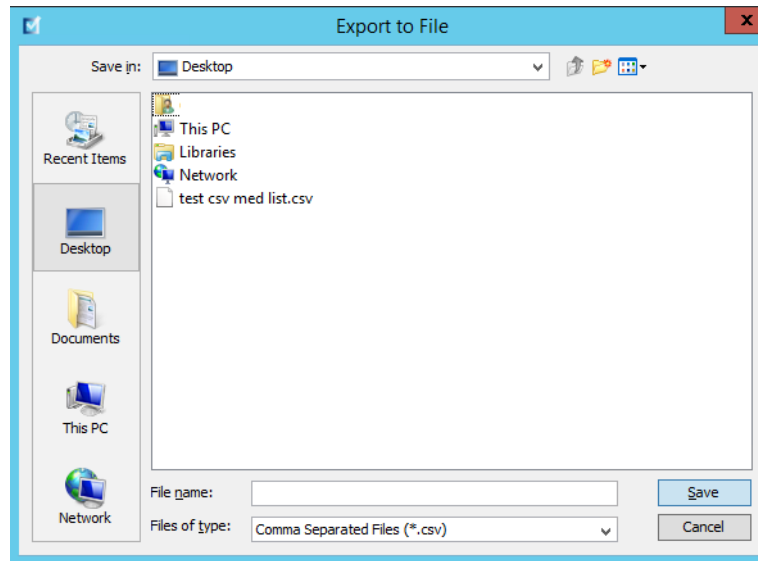 Export to File
x
Save in:
Desktop
Recent Items
Desktop
Documents
This PC
Network
This PC
Libraries
Network
test csv med list.csv
File name:
Save
Files of type:
Comma Separated Files (*.csv)
Cancel